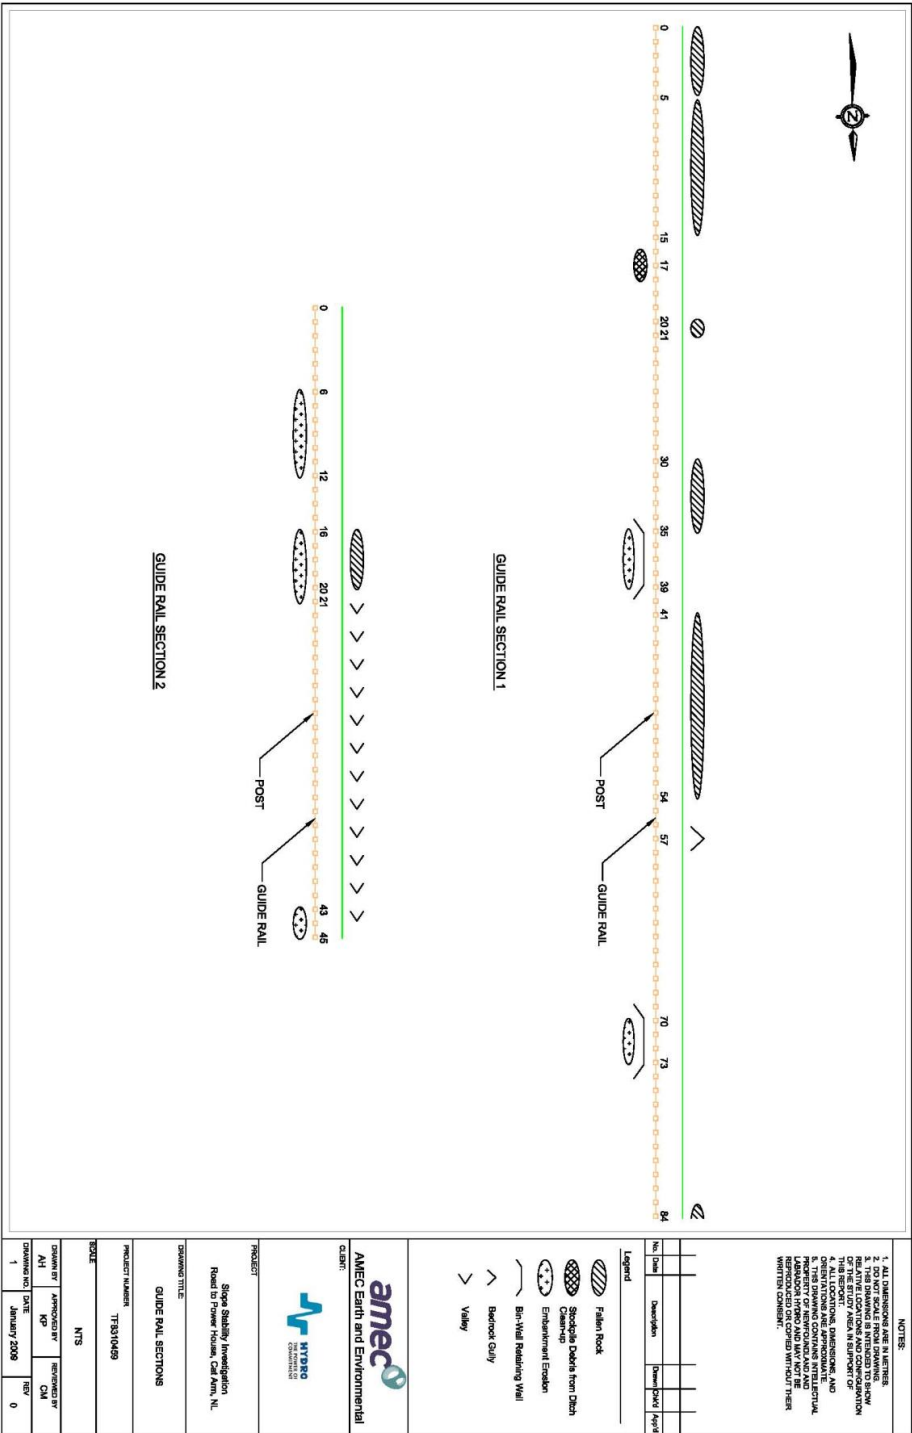 N
0
5
15
17
20 21
30
35
39
41
54
57
70
73
84
POST
GUIDE RAIL
GUIDE RAIL SECTION 1
0
6
12
16
20 21
43
45
POST
GUIDE RAIL
GUIDE RAIL SECTION 2
NOTES:
1. ALL DIMENSIONS ARE IN METRES.
2. DO NOT SCALE FROM DRAWING.
3. THIS DRAWING IS INTENDED TO SHOW
RELATIVE LOCATIONS AND CONFIGURATION
OF THE STUDY AREA IN SUPPORT OF
THIS REPORT.
4. ALL LOCATIONS, DIMENSIONS, AND
ORIENTATIONS ARE APPROXIMATE.
5. THIS DRAWING CONTAINS INTELLECTUAL
PROPERTY OF NEWFOUNDLAND AND
LABRADOR HYDRO AND MAY NOT BE
REPRODUCED OR COPIED WITHOUT THEIR
WRITTEN CONSENT.
No. Date Description Drawn Chk'd App'd
Legend
Fallen Rock
Stockpile Debris from Ditch
Clean-up
Embankment Erosion
Bin-Wall Retaining Wall
Bedrock Gully
Valley
amec
AMEC Earth and Environmental
CLIENT:
HYDRO
THE POWER OF
COMMITMENT
PROJECT
Slope Stability Investigation
Road to Power House, Cat Arm, NL
DRAWING TITLE:
GUIDE RAIL SECTIONS
PROJECT NUMBER
TF8310469
SCALE
NTS
DRAWN BY APPROVED BY REVIEWED BY
AH KP CM
DRAWING NO. DATE REV
1 January 2009 0